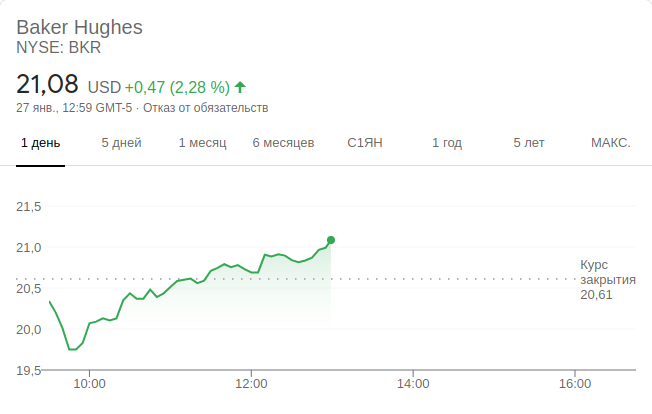 Baker Hughes
NYSE: BKR
21,08 USD +0,47 (2,28 %)
27 янв., 12:59 GMT-5 · Отказ от обязательств
1 день 5 дней 1 месяц 6 месяцев С1ЯН 1 год 5 лет МАКС.
21,5
21,0
20,5
20,0
19,5
Курс
закрытия
20,61
10:00 12:00 14:00 16:00